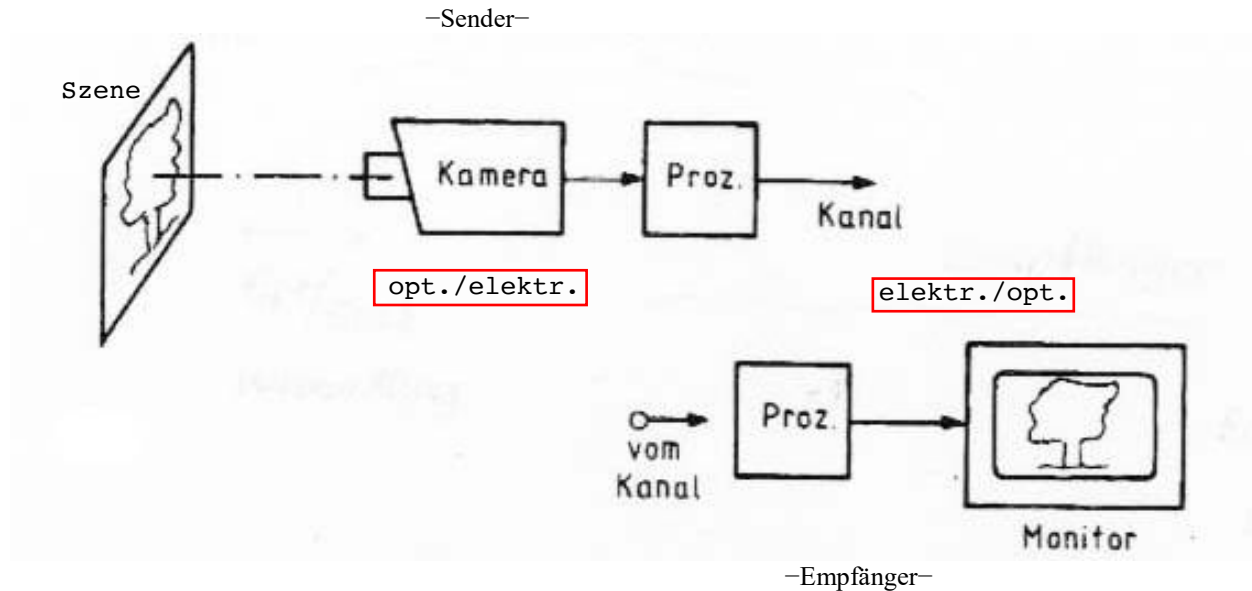 −Sender−
Szene
Kamera
Proz.
Kanal
opt./elektr.
elektr./opt.
Proz.
vom
Kanal
Monitor
−Empfänger−